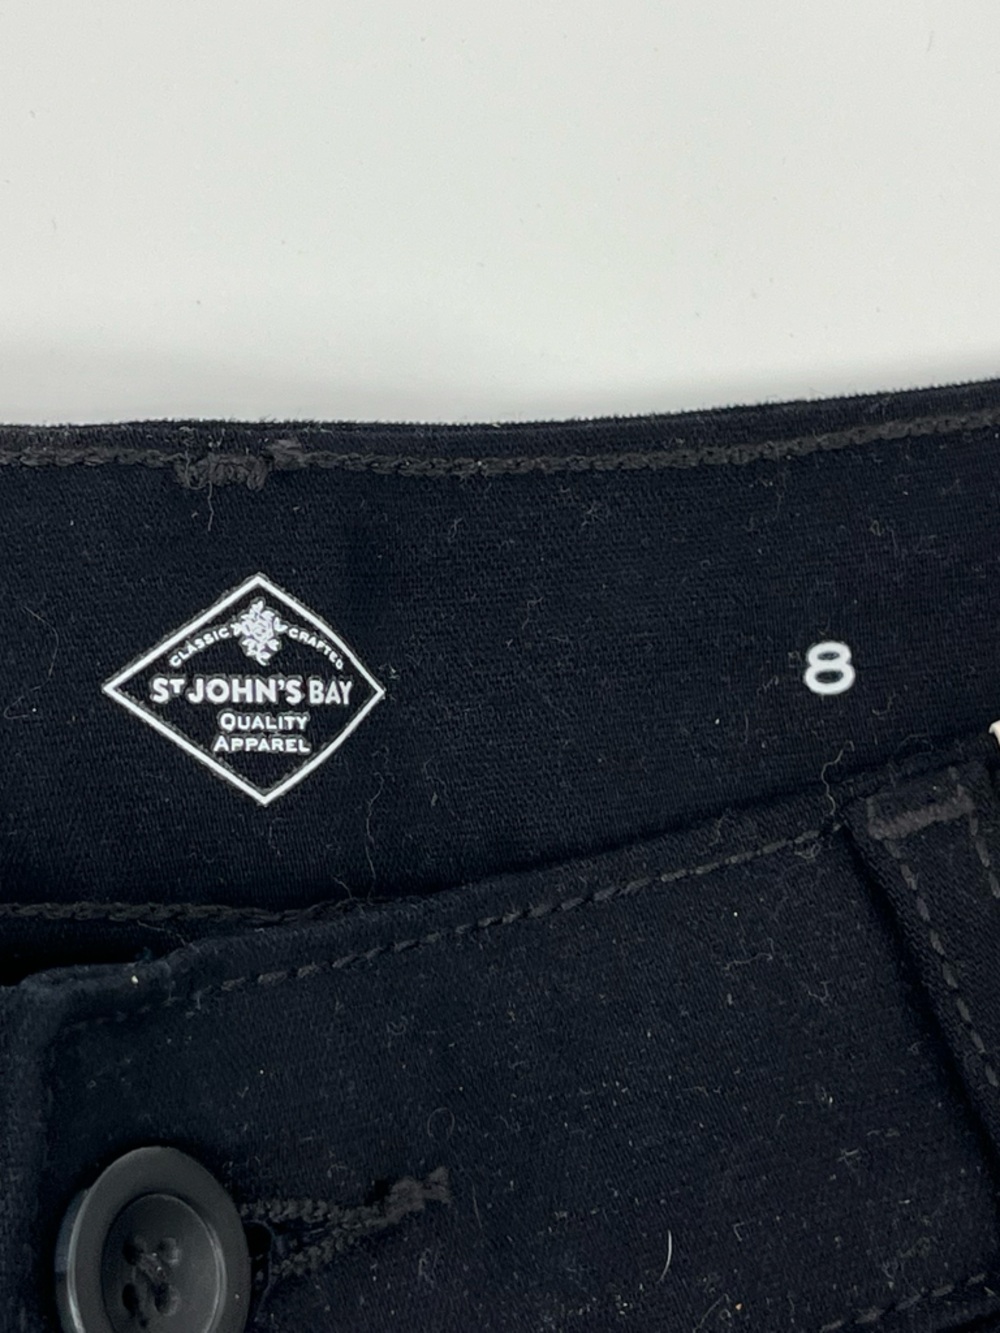 CLASSIC CRAFTED
ST JOHN'S BAY
QUALITY
APPAREL
8